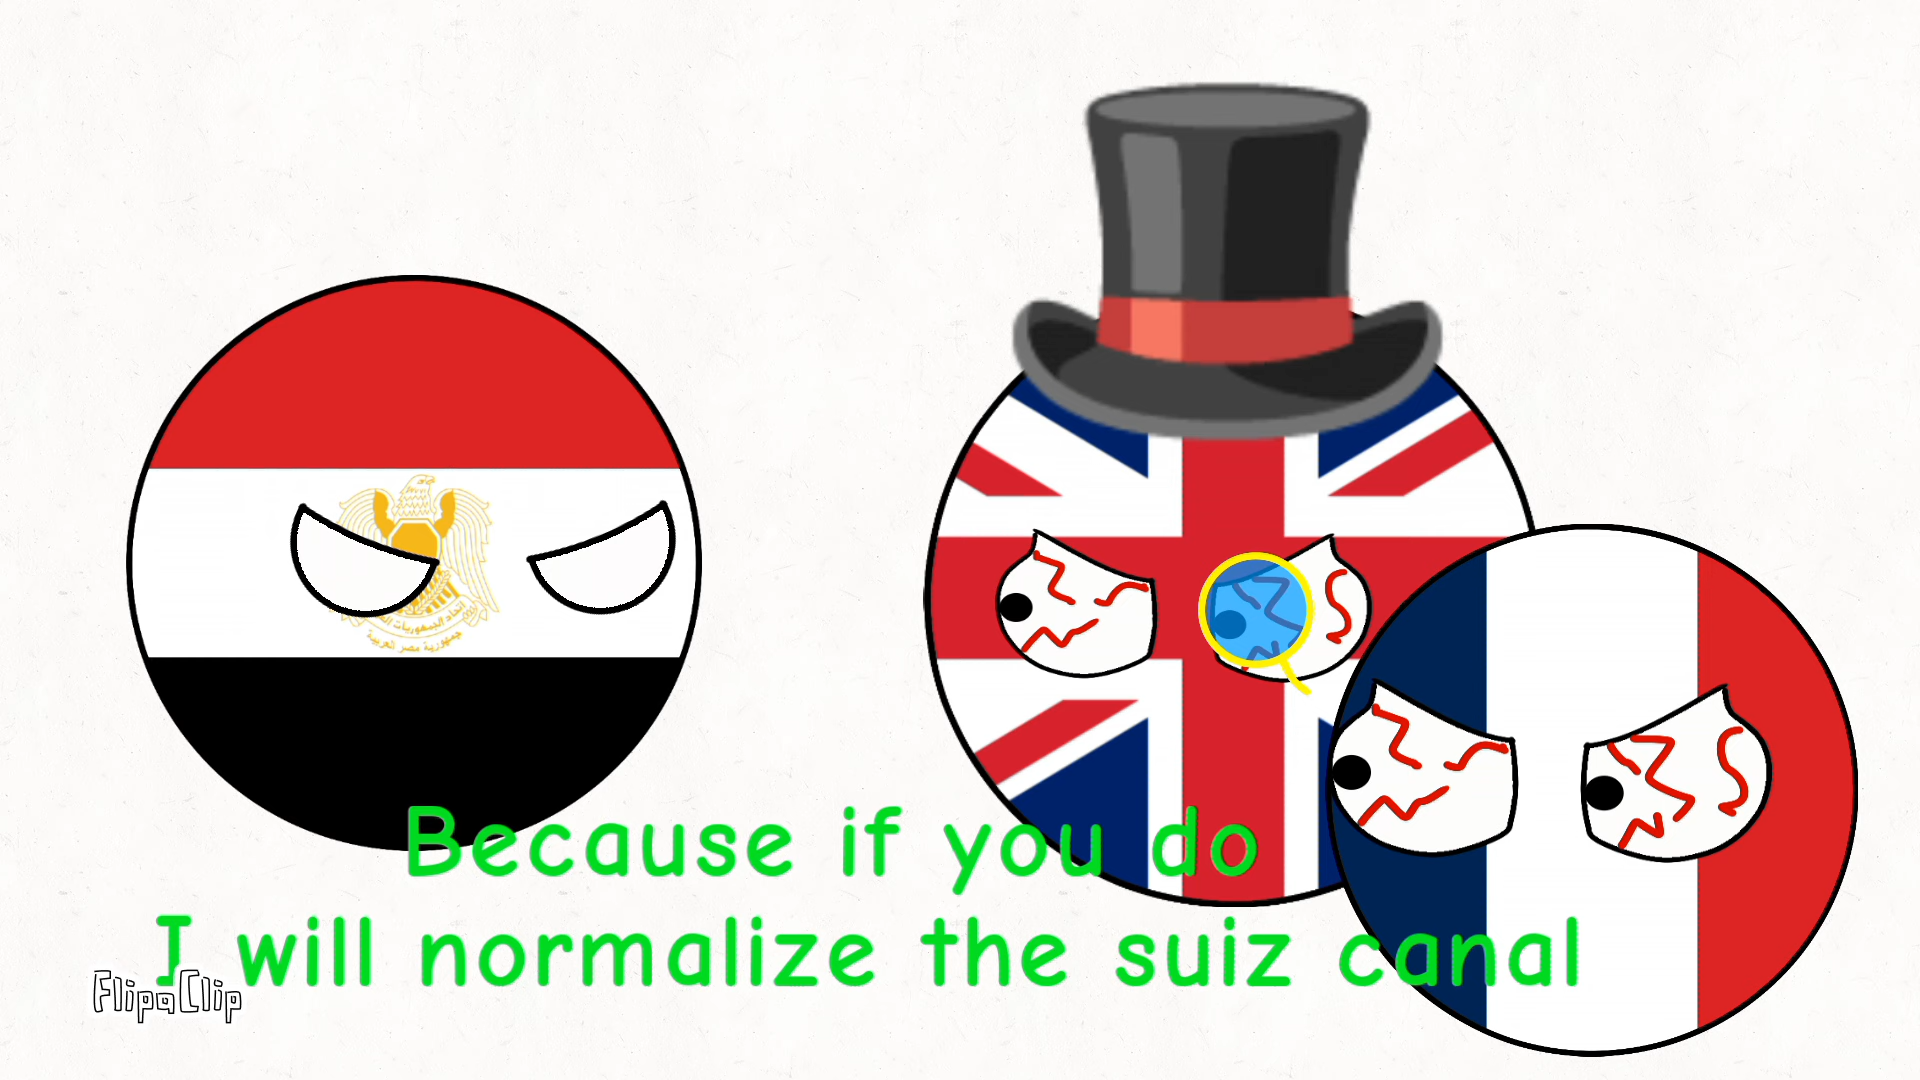 Because if you do
I will normalize the suiz canal
FlipaClip